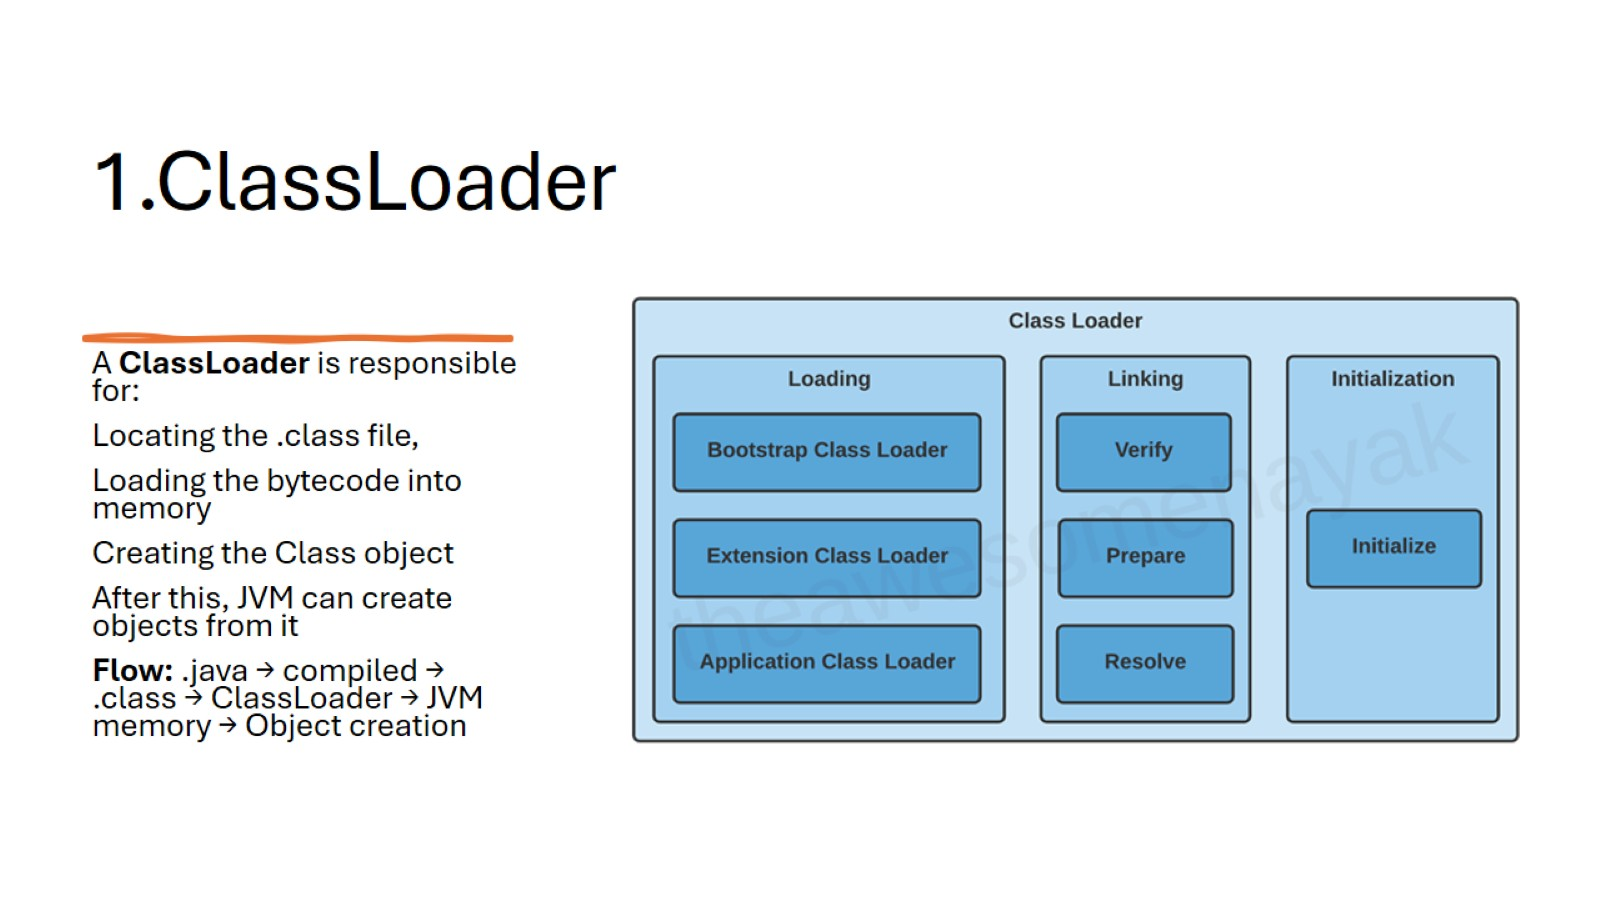 1.ClassLoader
A ClassLoader is responsible
for:
Locating the .class file,
Loading the bytecode into
memory
Creating the Class object
After this, JVM can create
objects from it
Flow: .java → compiled →
.class → ClassLoader → JVM
memory → Object creation
Class Loader
Loading
Bootstrap Class Loader
Extension Class Loader
Application Class Loader
Linking
Verify
Prepare
Resolve
Initialization
Initialize
theawesomenayak